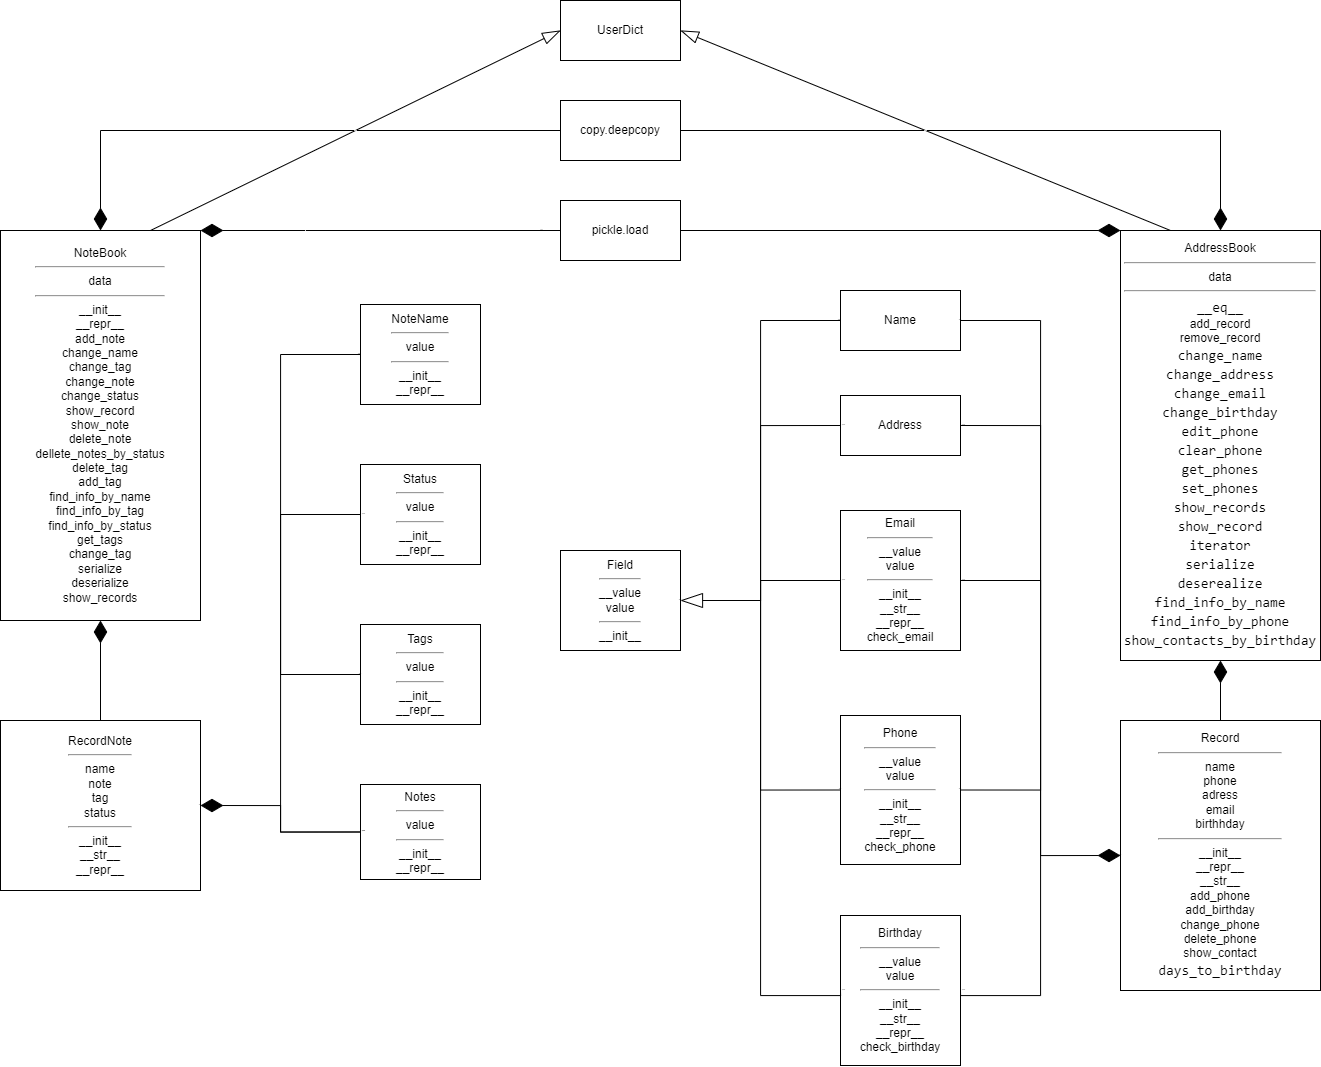 UserDict
copy.deepcopy
pickle.load
NoteBook
data
__init__
__repr__
add_note
change_name
change_tag
change_note
change_status
show_record
show_note
delete_note
dellete_notes_by_status
delete_tag
add_tag
find_info_by_name
find_info_by_tag
find_info_by_status
get_tags
change_tag
serialize
deserialize
show_records
RecordNote
name
note
tag
status
__init__
__str__
__repr__
NoteName
value
__init__
__repr__
Status
value
__init__
__repr__
Tags
value
__init__
__repr__
Notes
value
__init__
__repr__
Field
__value
value
__init__
Name
Address
Email
__value
value
__init__
__str__
__repr__
check_email
Phone
__value
value
__init__
__str__
__repr__
check_phone
Birthday
__value
value
__init__
__str__
__repr__
check_birthday
AddressBook
data
__eq__
add_record
remove_record
change_name
change_address
change_email
change_birthday
edit_phone
clear_phone
get_phones
set_phones
show_records
show_record
iterator
serialize
deserealize
find_info_by_name
find_info_by_phone
show_contacts_by_birthday
Record
name
phone
adress
email
birthhday
__init__
__repr__
__str__
add_phone
add_birthday
change_phone
delete_phone
show_contact
days_to_birthday